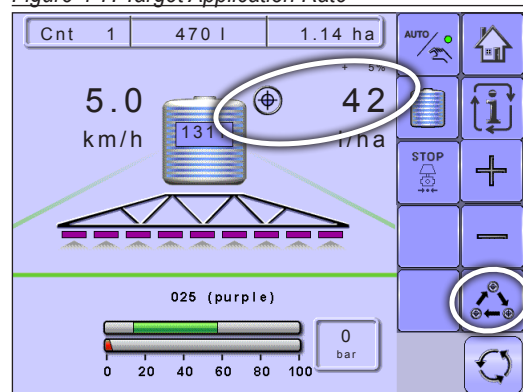 Figure 4-17. Target Application-Auto
Cnt 1 470 l 1.14 ha
AUTO
+ 5%
5.0 42
km/h 131 l/ha
STOP
025 (purple)
0
bar
0 20 40 60 80 100